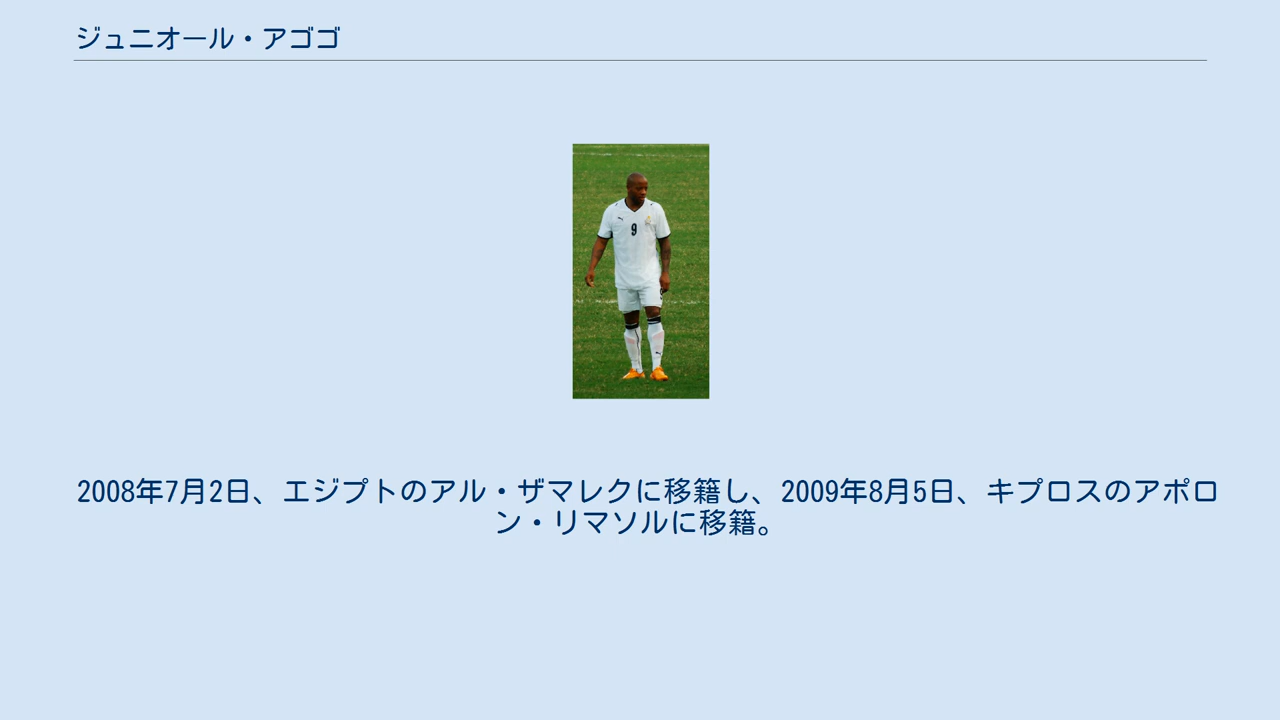 ジュニオール・アゴゴ
9
2008年7月2日、エジプトのアル・ザマレクに移籍し、2009年8月5日、キプロスのアポロ
ン・リマソルに移籍。